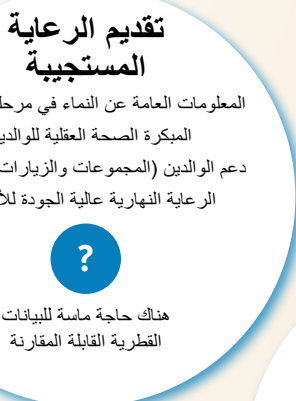 تقديم الرعاية
المستجيبة
المعلومات العامة عن النماء في
المبكرة الصحة العقلية
دعم الوالدين (المجموعات والزيارات
الرعاية النهارية عالية الجودة
?
هناك حاجة ماسة للبيانات
القطرية القابلة المقارنة